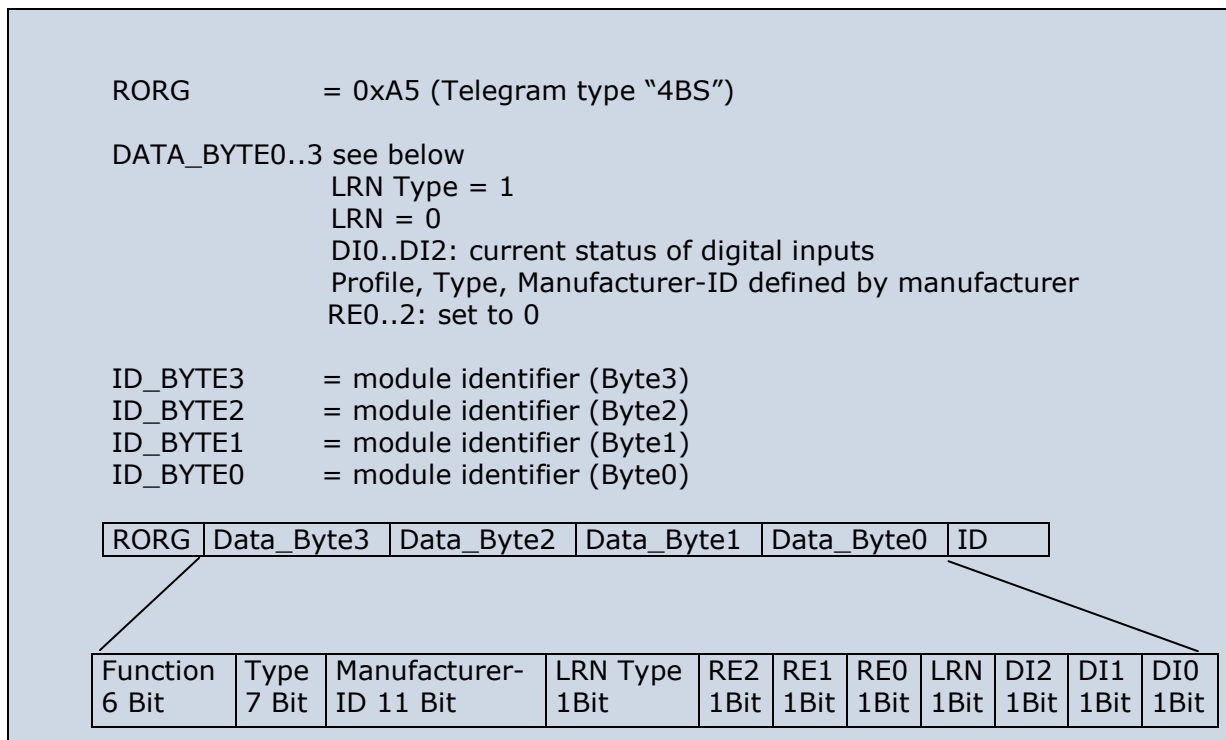 RORG = 0xA5 (Telegram type “4BS”)
DATA_BYTE0..3 see below
LRN Type = 1
LRN = 0
DI0..DI2: current status of digital inputs
Profile, Type, Manufacturer-ID defined by manufacturer
RE0..2: set to 0
ID_BYTE3 = module identifier (Byte3)
ID_BYTE2 = module identifier (Byte2)
ID_BYTE1 = module identifier (Byte1)
ID_BYTE0 = module identifier (Byte0)
RORG Data_Byte3 Data_Byte2 Data_Byte1 Data_Byte0 ID
Function Type Manufacturer- LRN Type RE2 RE1 RE0 LRN DI2 DI1 DI0
6 Bit 7 Bit ID 11 Bit 1Bit 1Bit 1Bit 1Bit 1Bit 1Bit 1Bit 1Bit